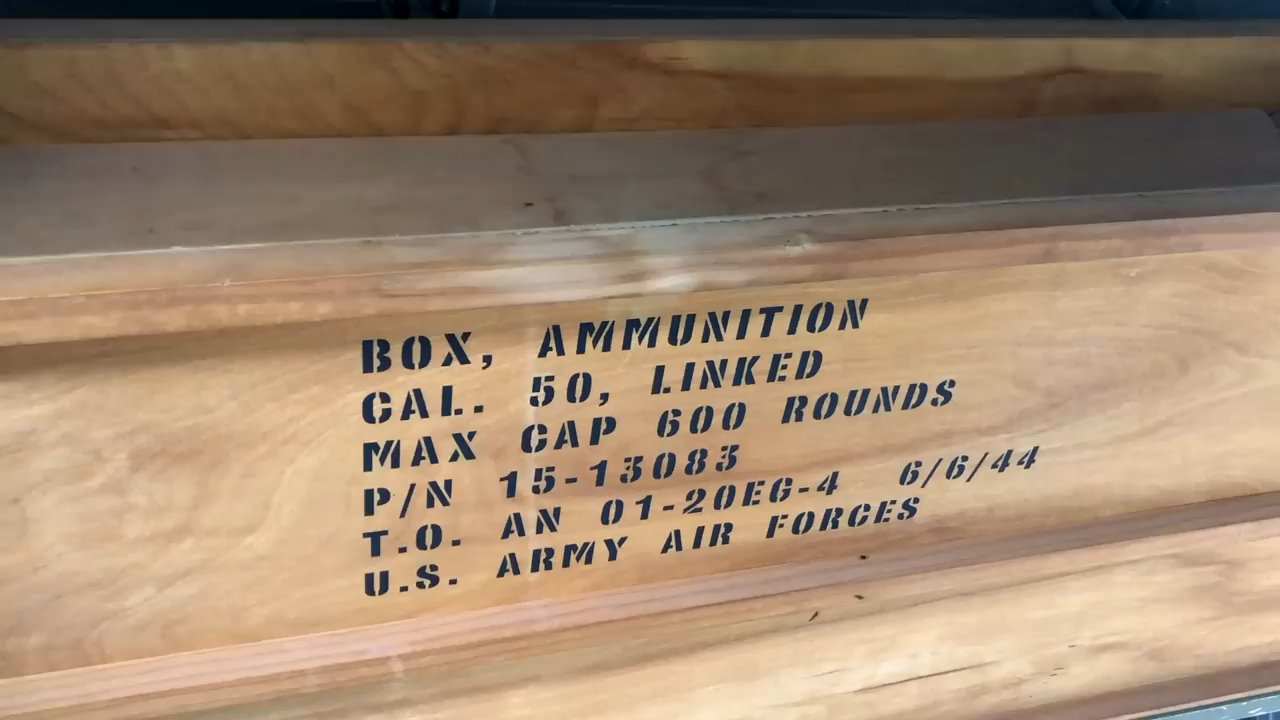 BOX, AMMUNITION
CAL. 50, LINKED
MAX CAP 600 ROUNDS
P/N 15-13083
T.O. AN 01-20EG-4 6/6/44
U.S. ARMY AIR FORCES